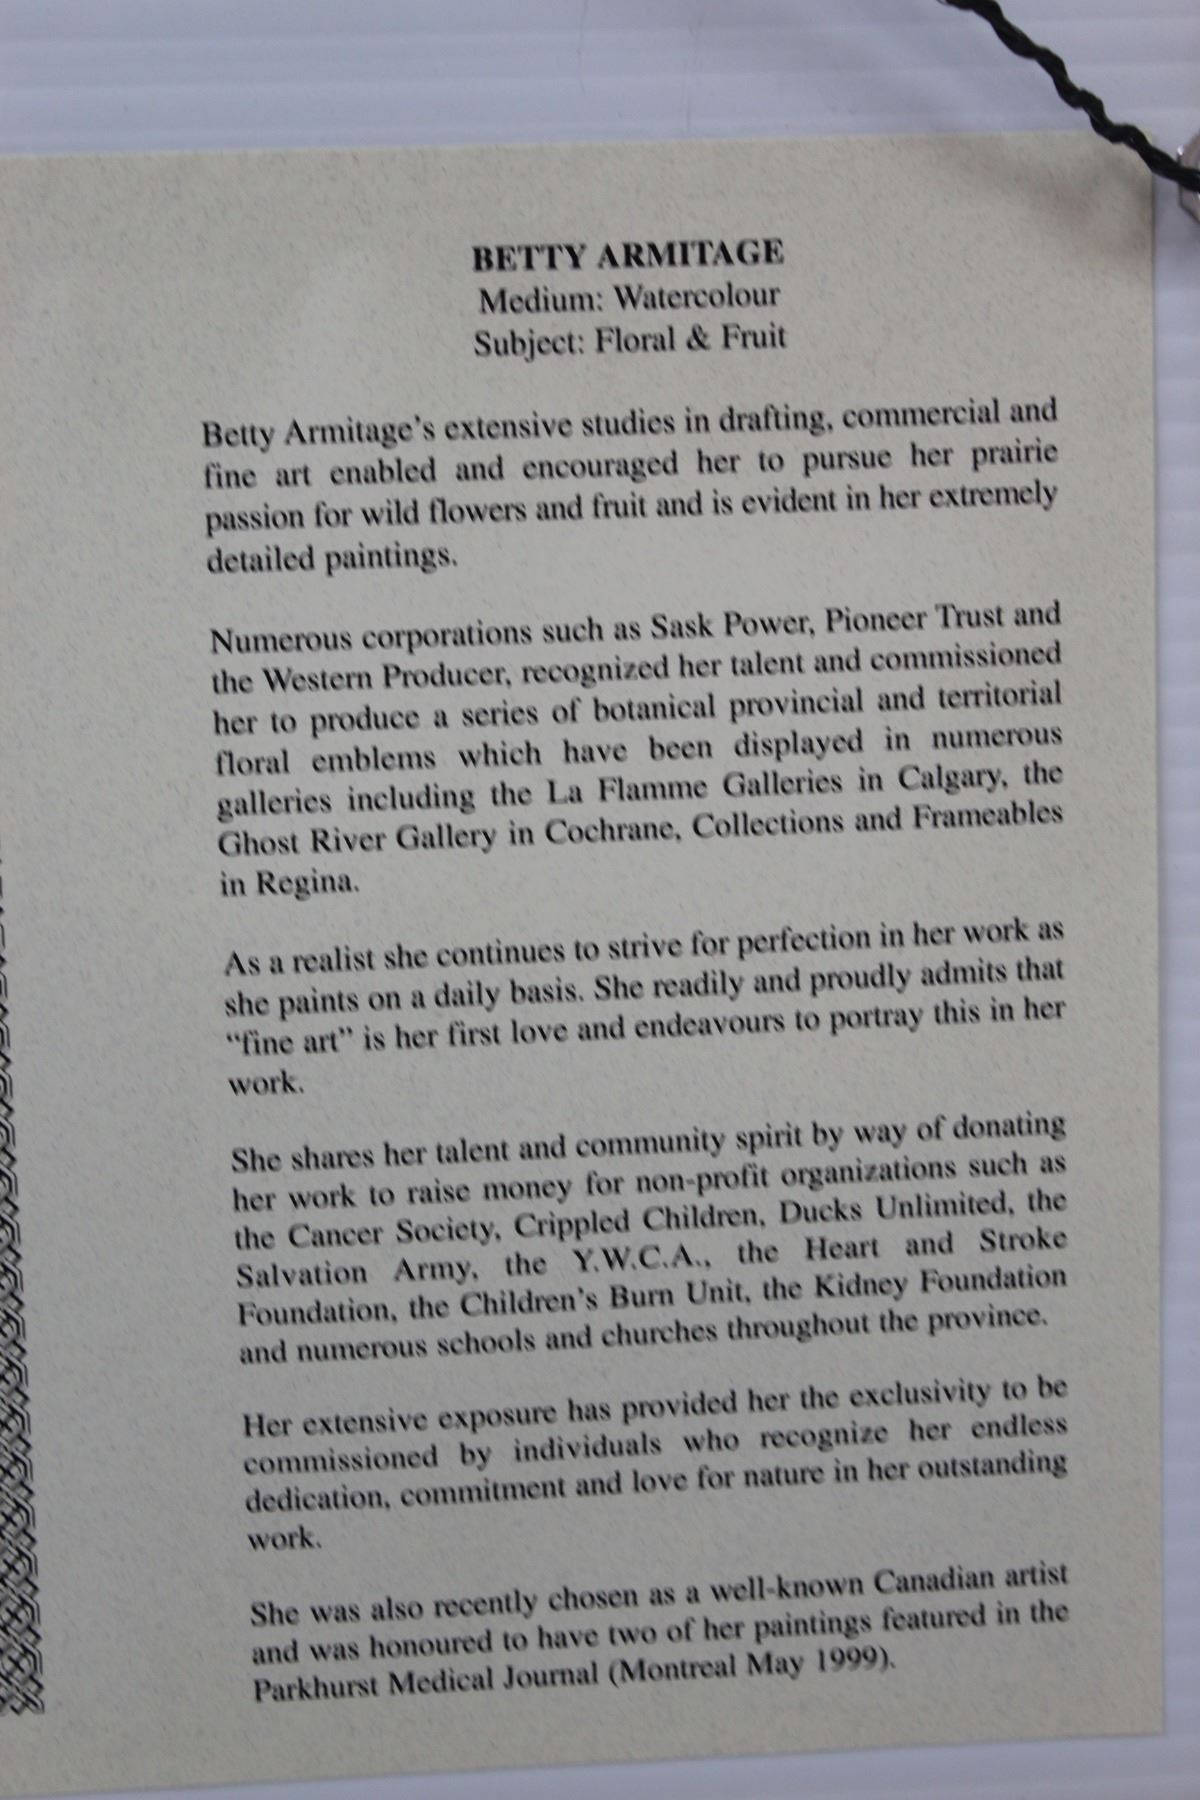 BETTY ARMITAGE
Medium: Watercolour
Subject: Floral & Fruit
Betty Armitage's extensive studies in drafting, commercial and
fine art enabled and encouraged her to pursue her prairie
passion for wild flowers and fruit and is evident in her extremely
detailed paintings.
Numerous corporations such as Sask Power, Pioneer Trust and
the Western Producer, recognized her talent and commissioned
her to produce a series of botanical provincial and territorial
floral emblems which have been displayed in numerous
galleries including the La Flamme Galleries in Calgary, the
Ghost River Gallery in Cochrane, Collections and Frameables
in Regina.
As a realist she continues to strive for perfection in her work as
she paints on a daily basis. She readily and proudly admits that
“fine art” is her first love and endeavours to portray this in her
work.
She shares her talent and community spirit by way of donating
her work to raise money for non-profit organizations such as
the Cancer Society, Crippled Children, Ducks Unlimited, the
Salvation Army, the Y.W.C.A., the Heart and Stroke
Foundation, the Children's Burn Unit, the Kidney Foundation
and numerous schools and churches throughout the province.
Her extensive exposure has provided her the exclusivity to be
commissioned by individuals who recognize her endless
dedication, commitment and love for nature in her outstanding
work.
She was also recently chosen as a well-known Canadian artist
and was honoured to have two of her paintings featured in the
Parkhurst Medical Journal (Montreal May 1999).